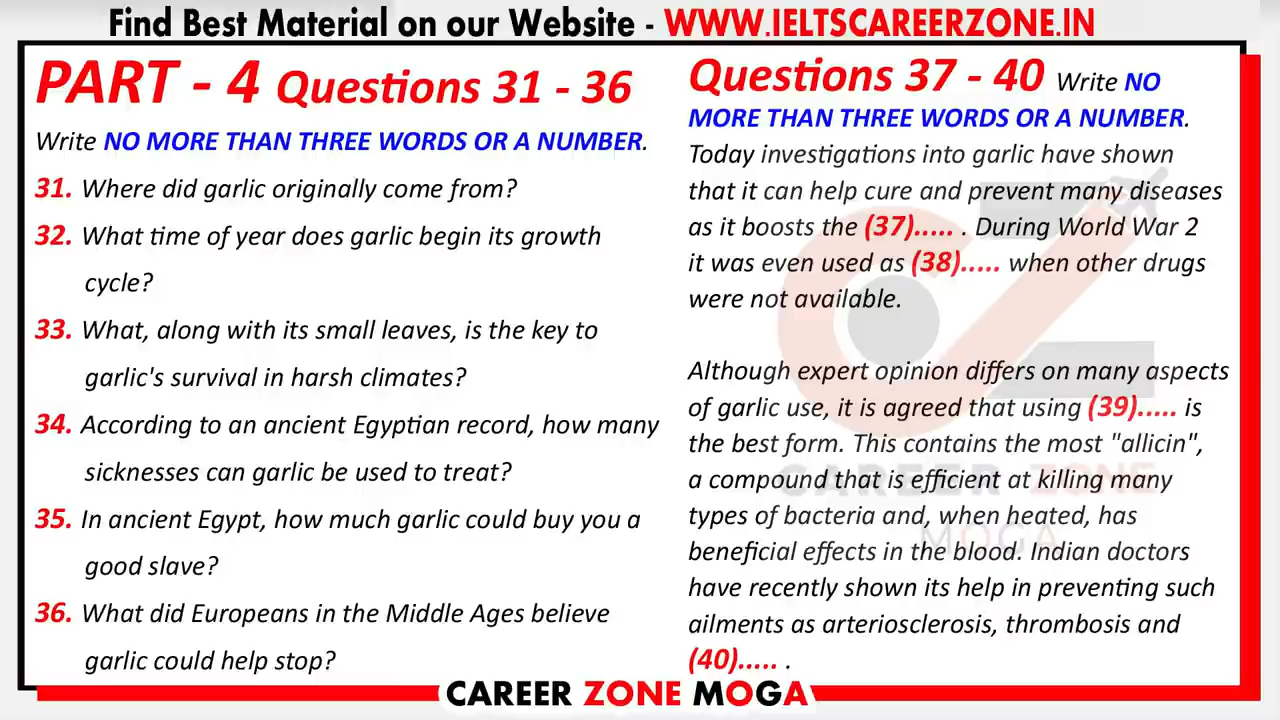 Find Best Material on our Website - WWW.IELTSCAREERZONE.IN
PART - 4 Questions 31 - 36
Write NO MORE THAN THREE WORDS OR A NUMBER.
31. Where did garlic originally come from?
32. What time of year does garlic begin its growth
cycle?
33. What, along with its small leaves, is the key to
garlic's survival in harsh climates?
34. According to an ancient Egyptian record, how many
sicknesses can garlic be used to treat?
35. In ancient Egypt, how much garlic could buy you a
good slave?
36. What did Europeans in the Middle Ages believe
garlic could help stop?
Questions 37 - 40 Write NO
MORE THAN THREE WORDS OR A NUMBER.
Today investigations into garlic have shown
that it can help cure and prevent many diseases
as it boosts the (37)..... . During World War 2
it was even used as (38)..... when other drugs
were not available.
Although expert opinion differs on many aspects
of garlic use, it is agreed that using (39)..... is
the best form. This contains the most "allicin",
a compound that is efficient at killing many
types of bacteria and, when heated, has
beneficial effects in the blood. Indian doctors
have recently shown its help in preventing such
ailments as arteriosclerosis, thrombosis and
(40)..... .
CAREER ZONE
MOGA
CAREER ZONE MOGA